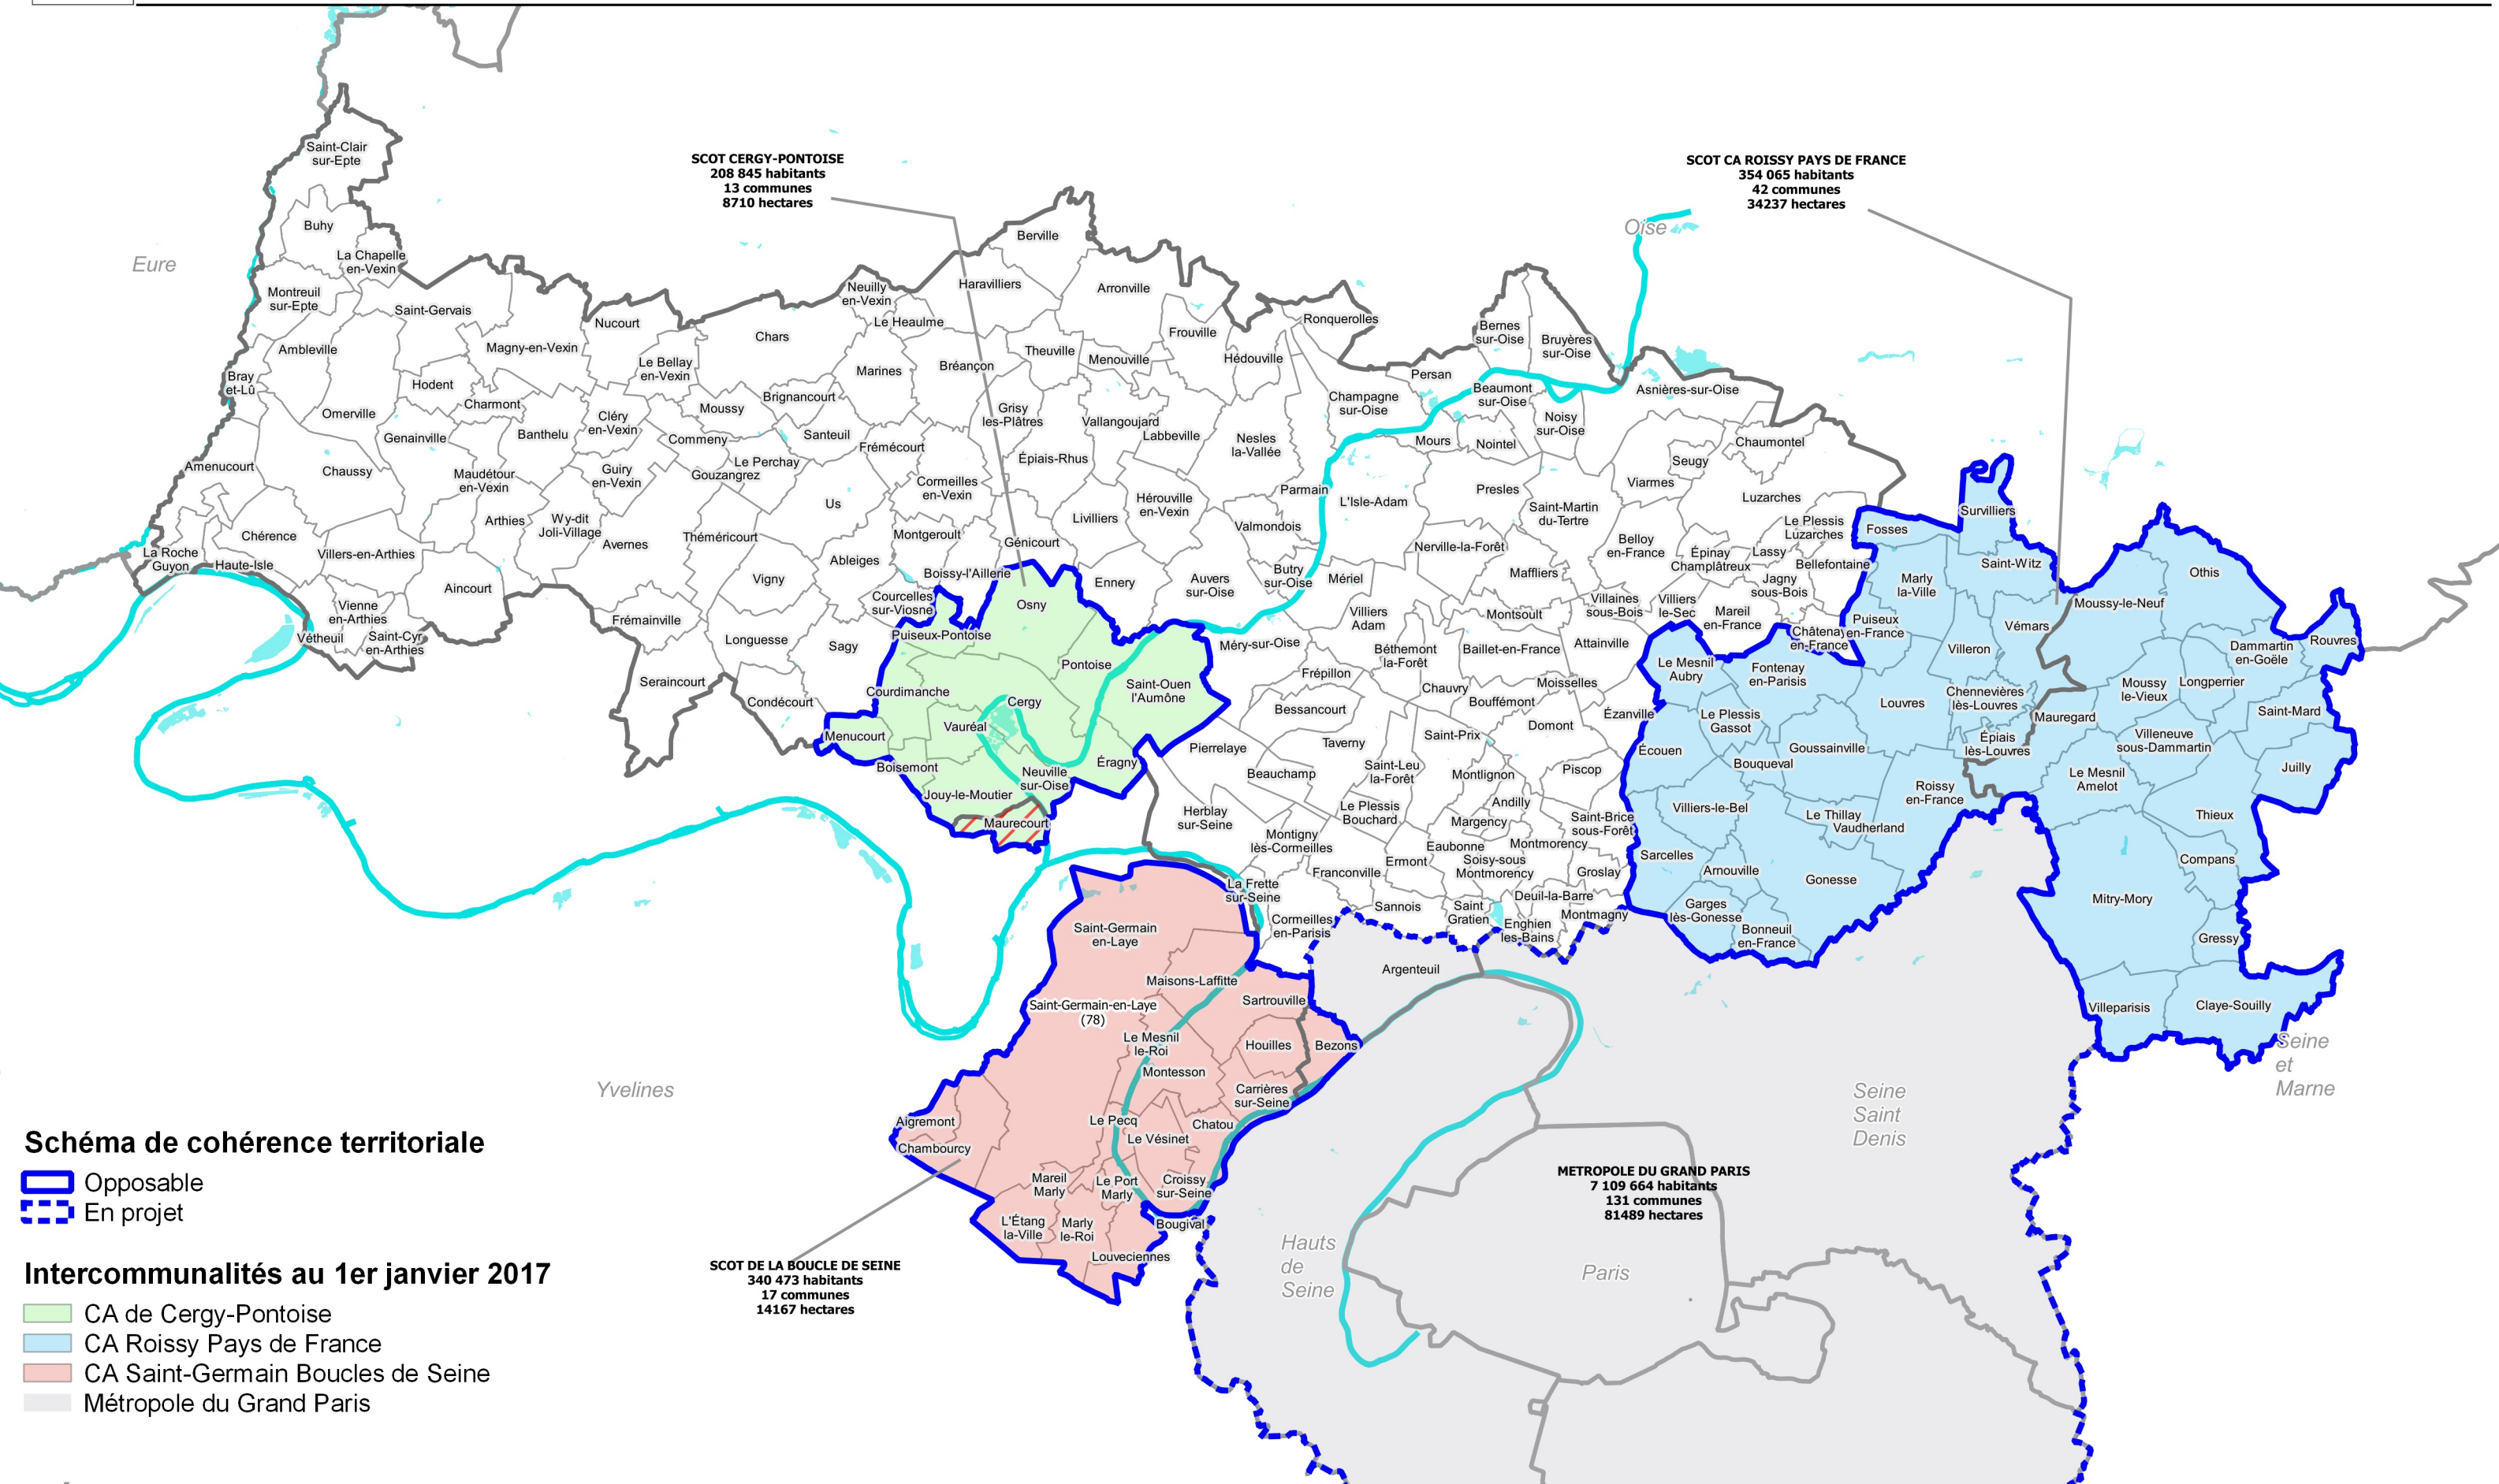 SCOT CERGY-PONTOISE
208 845 habitants
13 communes
8710 hectares
SCOT CA ROISSY PAYS DE FRANCE
354 065 habitants
42 communes
34237 hectares
Saint-Clair
sur-Epte
Buhy
La Chapelle
en-Vexin
Eure
Oise
Montreuil
sur-Epte
Saint-Gervais
Nucourt
Chars
Neuilly
en-Vexin
Le Heaulme
Haravilliers
Berville
Arronville
Ronquerolles
Bernes
sur-Oise
Bruyères
sur-Oise
Ambleville
Magny-en-Vexin
Le Bellay
en-Vexin
Marines
Bréançon
Theuville
Menouville
Frouville
Hédouville
Persan
Beaumont
sur-Oise
Asnières-sur-Oise
Bray
et-Lû
Hodent
Charmont
Omerville
Genainville
Banthelu
Cléry
en-Vexin
Moussy
Brignancourt
Commeny
Santeuil
Frémécourt
Grisy
les-Plâtres
Vallangoujard
Labbeville
Nesles
la-Vallée
Champagne
sur-Oise
Mours
Nointel
Noisy
sur-Oise
Chaumontel
Seugy
Viarmes
Luzarches
Amenucourt
Chaussy
Maudétour
en-Vexin
Guiry
en-Vexin
Gouzangrez
Le Perchay
Us
Cormeilles
en-Vexin
Épiais-Rhus
Hérouville
en-Vexin
Livilliers
Parmain
L'Isle-Adam
Presles
Saint-Martin
du-Tertre
Chérence
Arthies
Wy-dit
Joli-Village
Avernes
Théméricourt
Montgeroult
Génicourt
Valmondois
Nerville-la-Forêt
Belloy
en-France
Épinay
Champlâtreux
Lassy
Le Plessis
Luzarches
Bellefontaine
Jagny
sous-Bois
Fosses
Survilliers
Saint-Witz
La Roche
Guyon
Haute-Isle
Villers-en-Arthies
Aincourt
Vigny
Ableiges
Boissy-l'Aillerie
Ennery
Auvers
sur-Oise
Butry
sur-Oise
Mériel
Maffliers
Marly
la-Ville
Othis
Moussy-le-Neuf
Vienne
en-Arthies
Vétheuil
Saint-Cyr
en-Arthies
Frémainville
Longuesse
Sagy
Courcelles
sur-Viosne
Puiseux-Pontoise
Osny
Pontoise
Saint-Ouen
l'Aumône
Méry-sur-Oise
Villiers
Adam
Montsoult
Villaines
sous-Bois
Villiers
le-Sec
Mareil
en-France
Châtenay
en-France
Puiseux
en-France
Vémars
Villeron
Rouvres
Dammartin
en-Goële
Béthemont
la-Forêt
Baillet-en-France
Attainville
Le Mesnil
Aubry
Fontenay
en-Parisis
Seraincourt
Condécourt
Courdimanche
Cergy
Vauréal
Menucourt
Frépillon
Chauvry
Moisselles
Bouffémont
Bessancourt
Domont
Ézanville
Le Plessis
Gassot
Louvres
Chennevières
lès-Louvres
Mauregard
Moussy
le-Vieux
Longperrier
Saint-Mard
Villeneuve
sous-Dammartin
Boisemont
Jouy-le-Moutier
Neuville
sur-Oise
Éragny
Maurecourt
Pierrelaye
Taverny
Saint-Prix
Beauchamp
Saint-Leu
la-Forêt
Montlignon
Piscop
Écouen
Bouqueval
Goussainville
Épiais
lès-Louvres
Roissy
en-France
Le Mesnil
Amelot
Juilly
Herblay
sur-Seine
Le Plessis
Bouchard
Andilly
Margency
Saint-Brice
sous-Forêt
Villiers-le-Bel
Le Thillay
Vaudherland
Thieux
Montigny
lès-Cormeilles
Eaubonne
Montmorency
Ermont
Soisy-sous
Montmorency
Groslay
Sarcelles
Arnouville
Gonesse
Compans
Franconville
La Frette
sur-Seine
Sannois
Saint
Gratien
Deuil-la-Barre
Montmagny
Enghien
les-Bains
Garges
lès-Gonesse
Bonneuil
en-France
Mitry-Mory
Gressy
Cormeilles
en-Parisis
Argenteuil
Villeparisis
Claye-Souilly
Saint-Germain
en-Laye
Maisons-Laffitte
Saint-Germain-en-Laye
(78)
Sartrouville
Le Mesnil
le-Roi
Houilles
Bezons
Montesson
Carrières
sur-Seine
Aigremont
Chambourcy
Le Pecq
Le Vésinet
Chatou
Mareil
Marly
Le Port
Marly
Croissy
sur-Seine
L'Étang
la-Ville
Marly
le-Roi
Bougival
Louveciennes
Yvelines
Seine
et
Marne
Seine
Saint
Denis
Hauts
de
Seine
Paris
METROPOLE DU GRAND PARIS
7 109 664 habitants
131 communes
81489 hectares
SCOT DE LA BOUCLE DE SEINE
340 473 habitants
17 communes
14167 hectares
Schéma de cohérence territoriale
Opposable
En projet
Intercommunalités au 1er janvier 2017
CA de Cergy-Pontoise
CA Roissy Pays de France
CA Saint-Germain Boucles de Seine
Métropole du Grand Paris